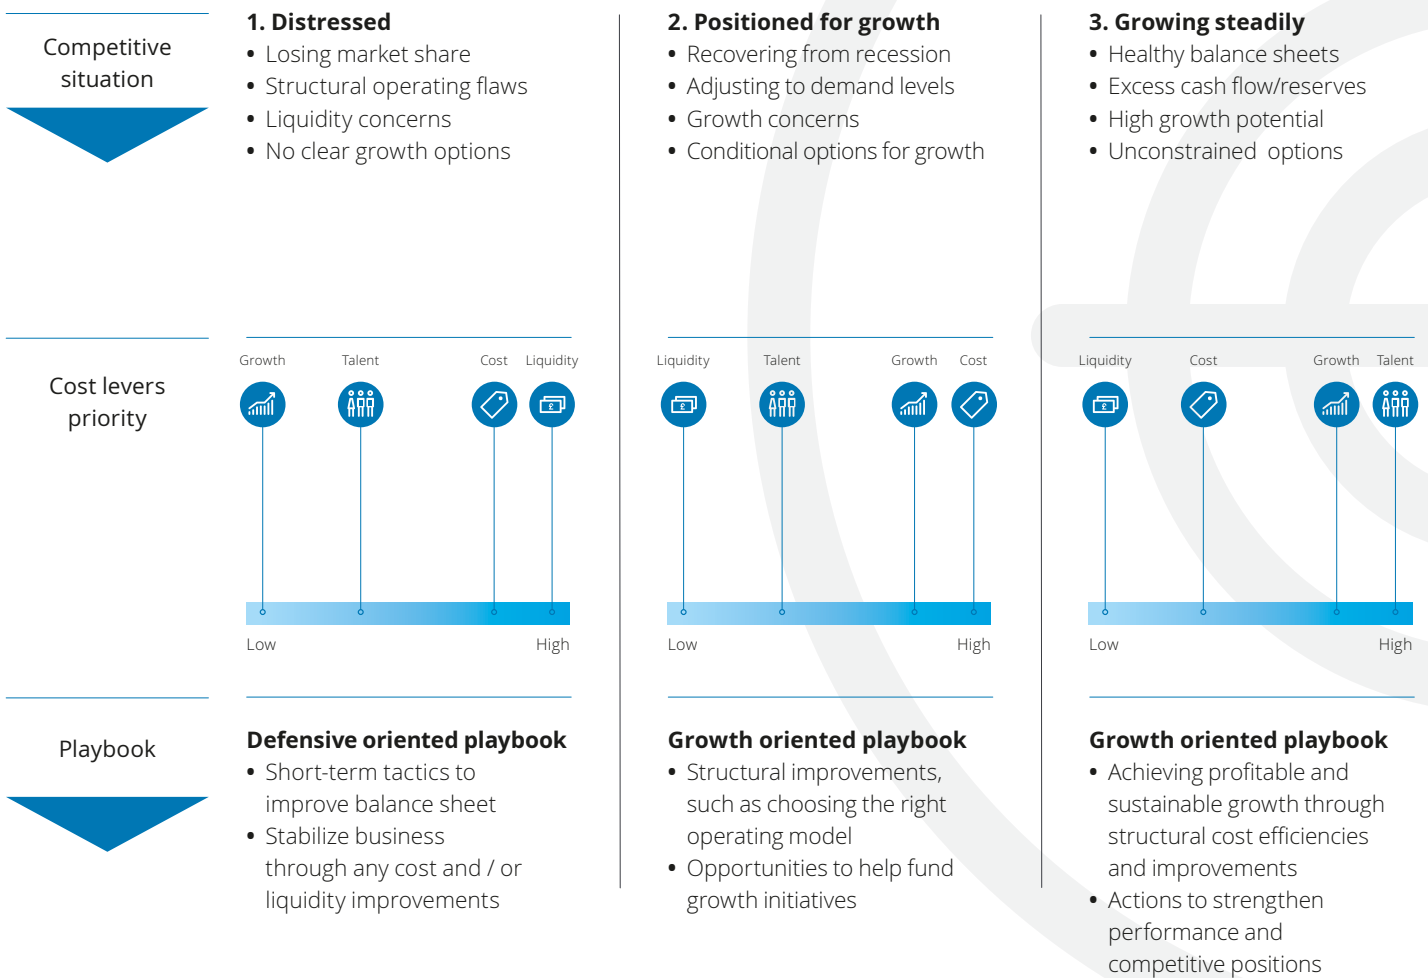 Competitive
situation
1. Distressed
• Losing market share
• Structural operating flaws
• Liquidity concerns
• No clear growth options
2. Positioned for growth
• Recovering from recession
• Adjusting to demand levels
• Growth concerns
• Conditional options for growth
3. Growing steadily
• Healthy balance sheets
• Excess cash flow/reserves
• High growth potential
• Unconstrained options
Cost levers
priority
Growth Talent Cost Liquidity
£
Low High
Liquidity Talent Growth Cost
£
Low High
Liquidity Cost Growth Talent
£
Low High
Playbook
Defensive oriented playbook
• Short-term tactics to
improve balance sheet
• Stabilize business
through any cost and / or
liquidity improvements
Growth oriented playbook
• Structural improvements,
such as choosing the right
operating model
• Opportunities to help fund
growth initiatives
Growth oriented playbook
• Achieving profitable and
sustainable growth through
structural cost efficiencies
and improvements
• Actions to strengthen
performance and
competitive positions